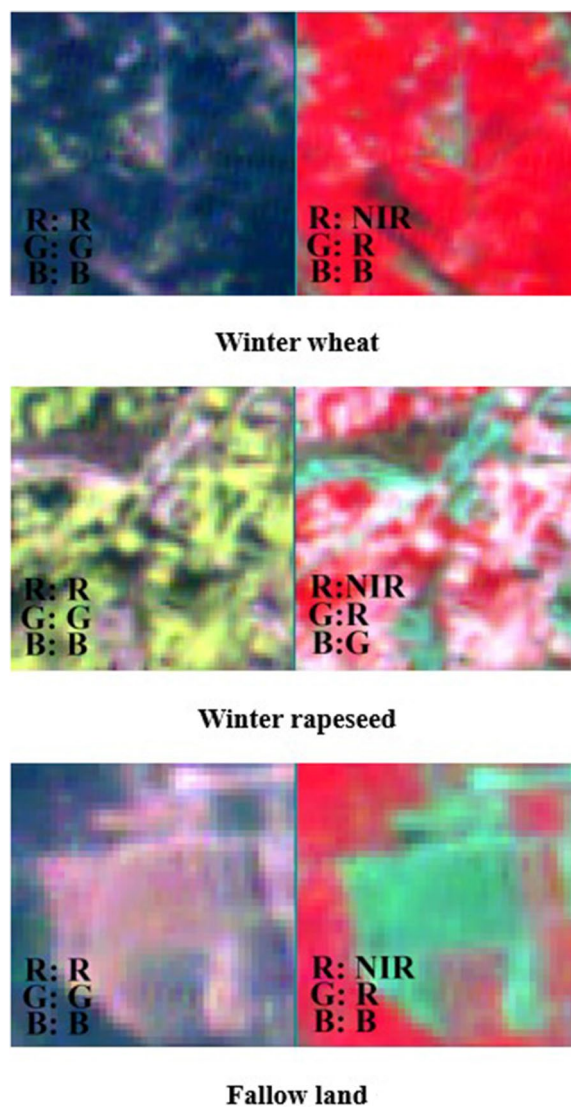 R: R R: NIR
G: G G: R
B: B B: B
Winter wheat
R: R R:NIR
G: G G:R
B: B B:G
Winter rapeseed
R: R R: NIR
G: G G: R
B: B B: B
Fallow land